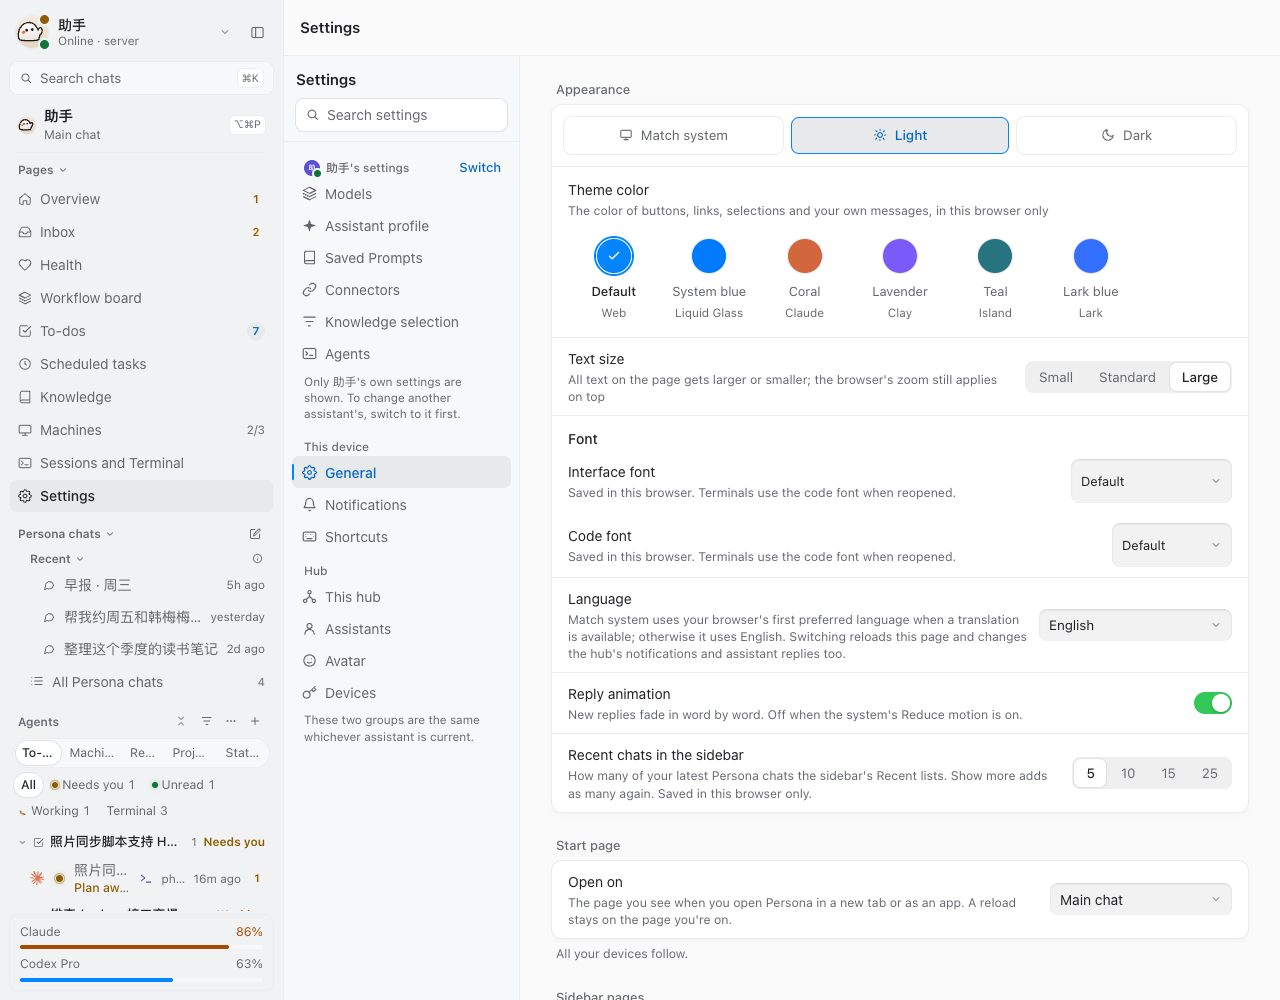 助手
Online · server
Search chats
⌘K
助手
Main chat
⌥⌘P
Pages
Overview
1
Inbox
2
Health
Workflow board
To-dos
7
Scheduled tasks
Knowledge
Machines
2/3
Sessions and Terminal
Settings
Persona chats
Recent
早报 · 周三
5h ago
帮我约周五和韩梅梅...
yesterday
整理这个季度的读书笔记
2d ago
All Persona chats
4
Agents
To-...
Machi...
Re...
Proj...
Stat...
All
Needs you 1
Unread 1
Working 1
Terminal 3
照片同步脚本支持 H...
1
Needs you
照片同...
Plan aw...
ph...
16m ago
1
Claude
86%
Codex Pro
63%
Settings
Settings
Search settings
助手's settings
Switch
Models
Assistant profile
Saved Prompts
Connectors
Knowledge selection
Agents
Only 助手's own settings are
shown. To change another
assistant's, switch to it first.
This device
General
Notifications
Shortcuts
Hub
This hub
Assistants
Avatar
Devices
These two groups are the same
whichever assistant is current.
Appearance
Match system
Light
Dark
Theme color
The color of buttons, links, selections and your own messages, in this browser only
Default
Web
System blue
Liquid Glass
Coral
Claude
Lavender
Clay
Teal
Island
Lark blue
Lark
Text size
All text on the page gets larger or smaller; the browser's zoom still applies
on top
Small
Standard
Large
Font
Interface font
Saved in this browser. Terminals use the code font when reopened.
Default
Code font
Saved in this browser. Terminals use the code font when reopened.
Default
Language
Match system uses your browser's first preferred language when a translation
is available; otherwise it uses English. Switching reloads this page and changes
the hub's notifications and assistant replies too.
English
Reply animation
New replies fade in word by word. Off when the system's Reduce motion is on.
Recent chats in the sidebar
How many of your latest Persona chats the sidebar's Recent lists. Show more adds
as many again. Saved in this browser only.
5
10
15
25
Start page
Open on
The page you see when you open Persona in a new tab or as an app. A reload
stays on the page you're on.
Main chat
All your devices follow.
Sidebar pages